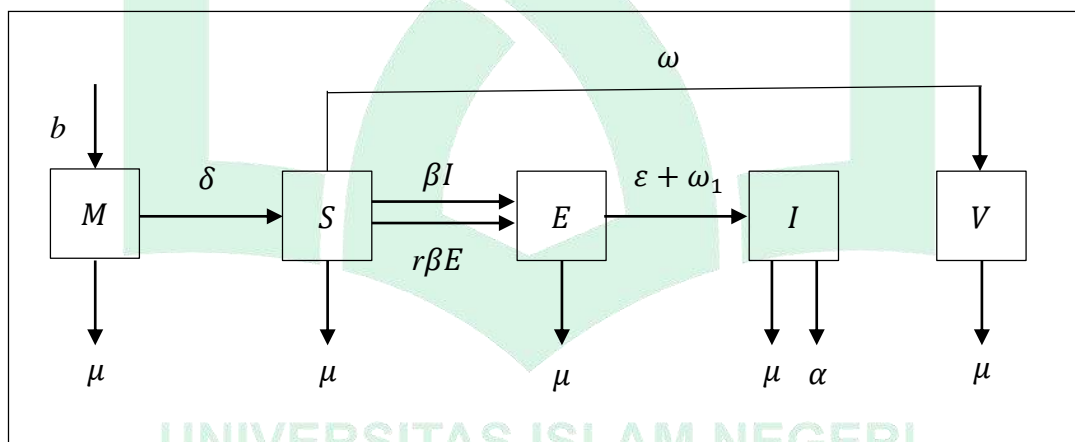 ω
b
δ
βI
ε + ω₁
M
S
E
I
V
rβE
μ
μ
μ
μ
α
μ
UNIVERSITAS ISLAM NEGERI